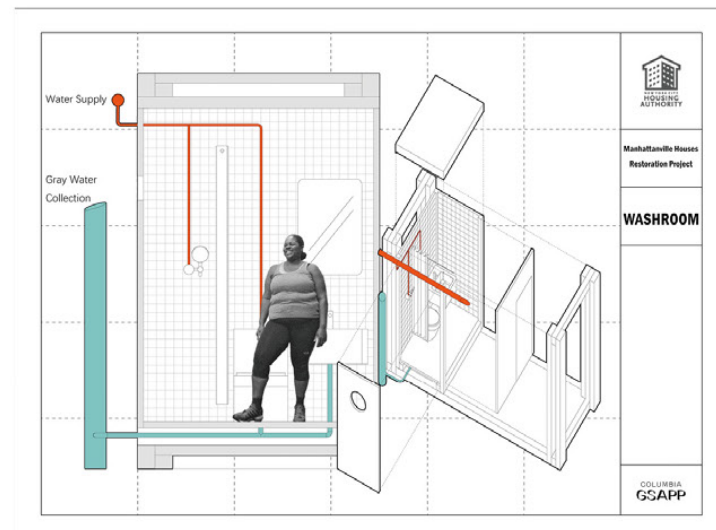 Water Supply
Gray Water
Collection
NEW YORK CITY
HOUSING
AUTHORITY
Manhattanville Houses
Restoration Project
WASHROOM
COLUMBIA
GSAPP